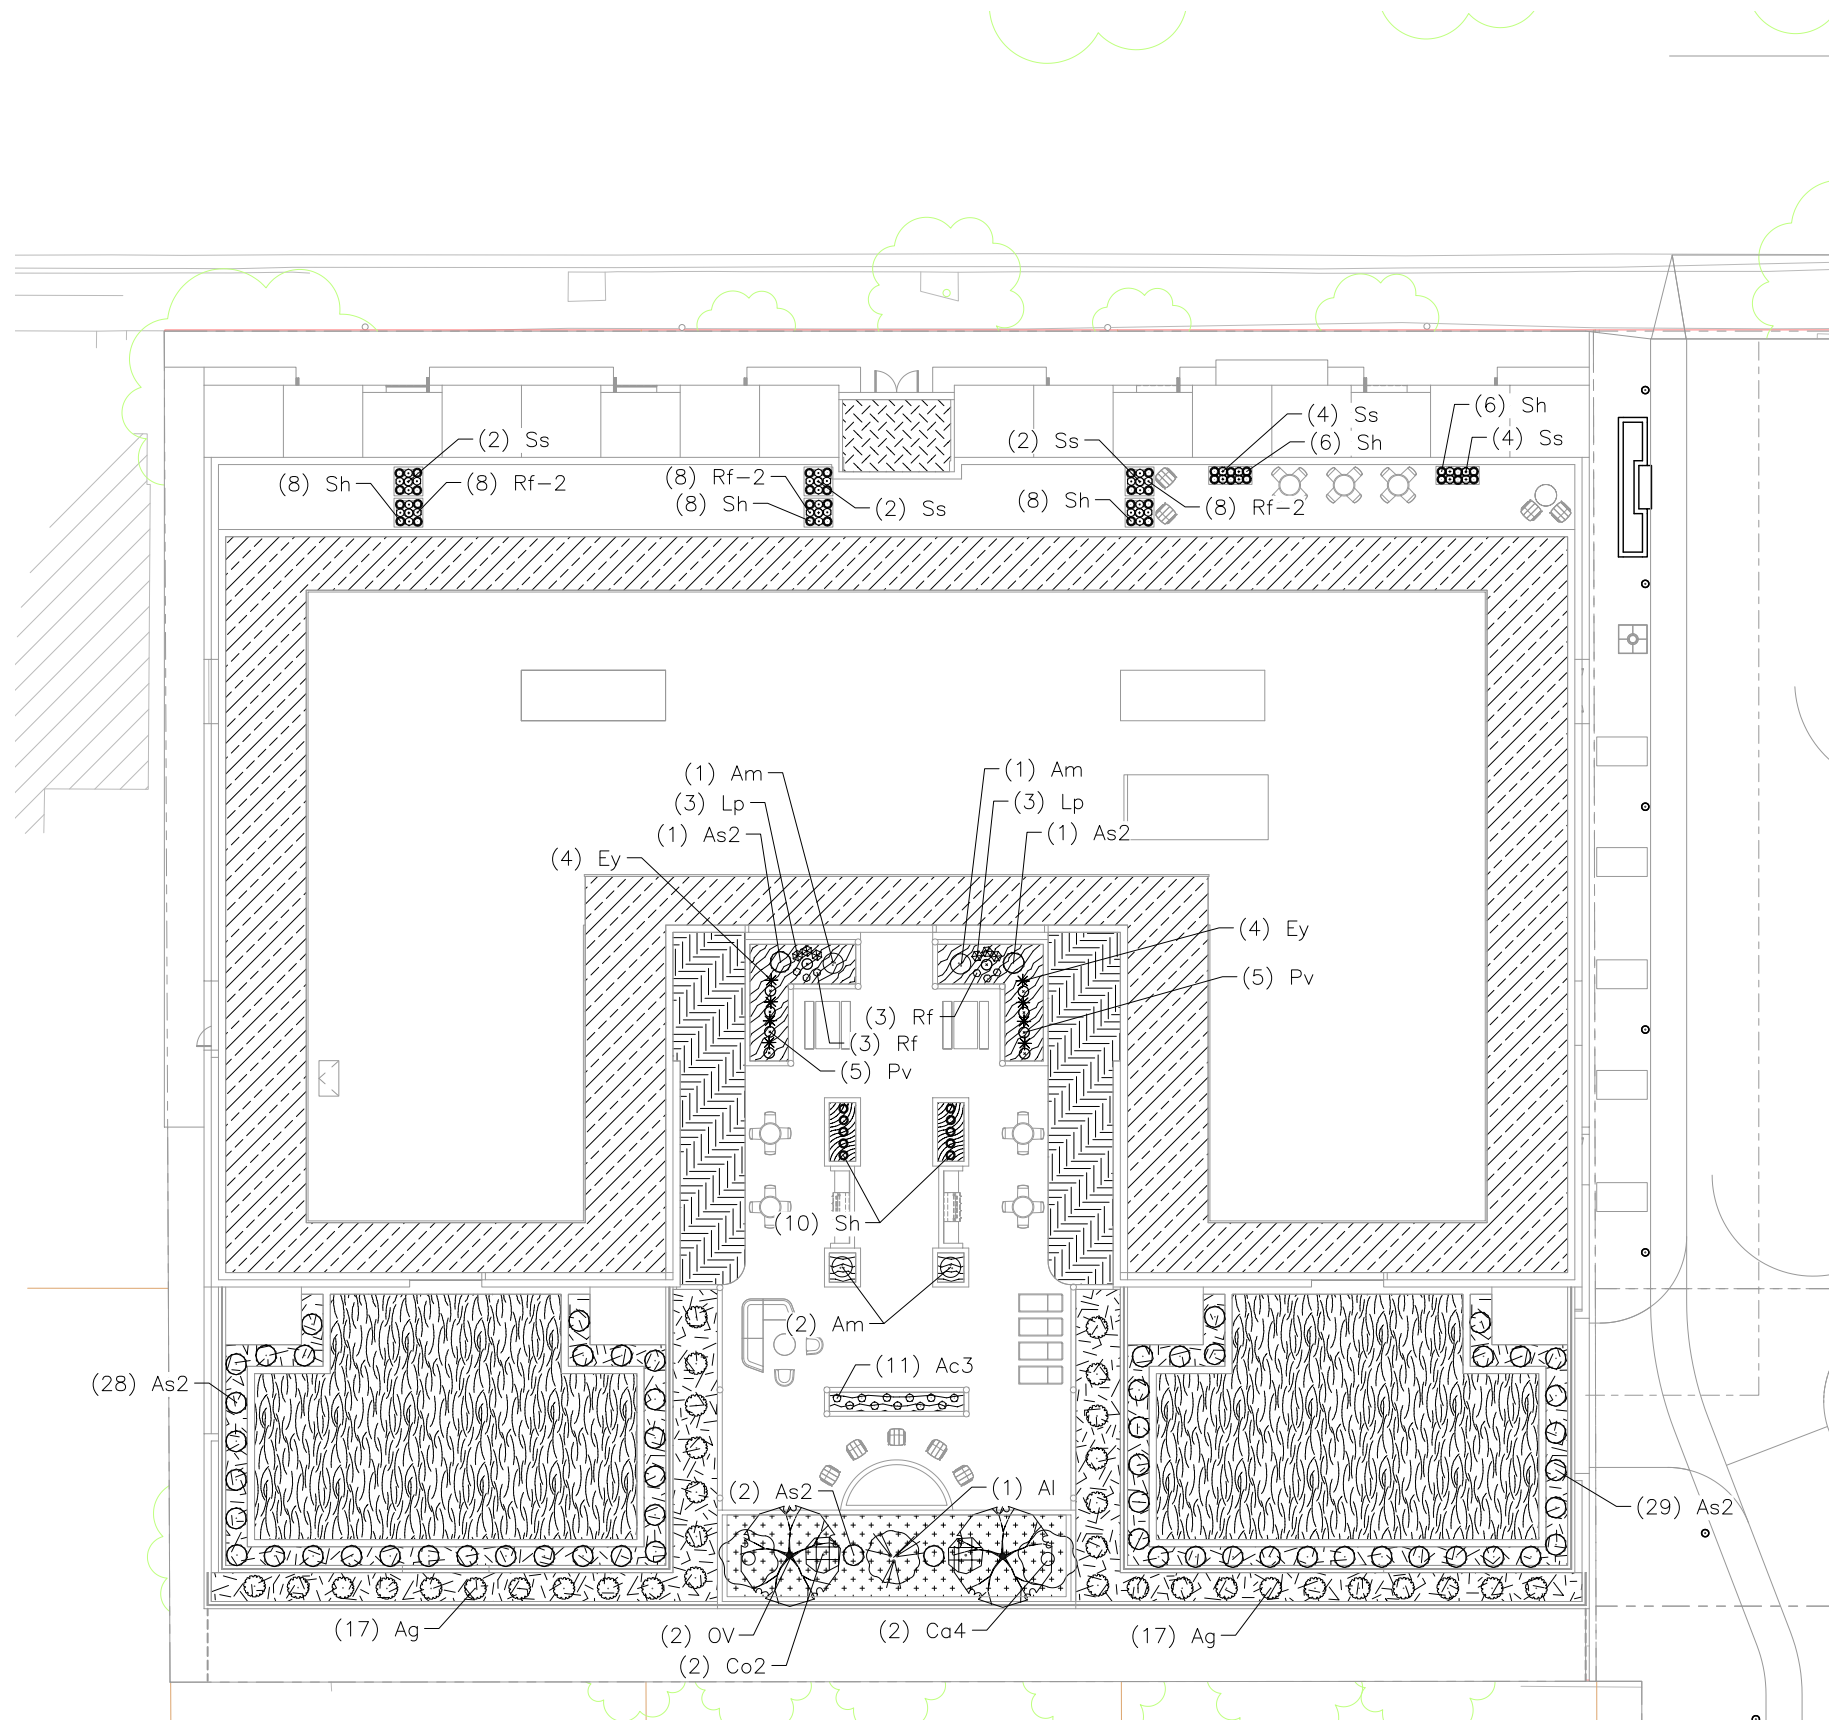 (6) Sh
(4) Ss
(2) Ss
(2) Ss
(6) Sh
(4) Ss
(8) Rf-2
(8) Sh
(8) Rf-2
(8) Sh
(8) Sh
(2) Ss
(8) Rf-2
(1) Am
(1) Am
(3) Lp
(3) Lp
(1) As2
(1) As2
(4) Ey
(4) Ey
(5) Pv
(3) Rf
(3) Rf
(5) Pv
(10) Sh
(2) Am
(11) Ac3
(28) As2
(2) As2
(1) Al
(29) As2
(17) Ag
(2) OV
(2) Ca4
(17) Ag
(2) Co2